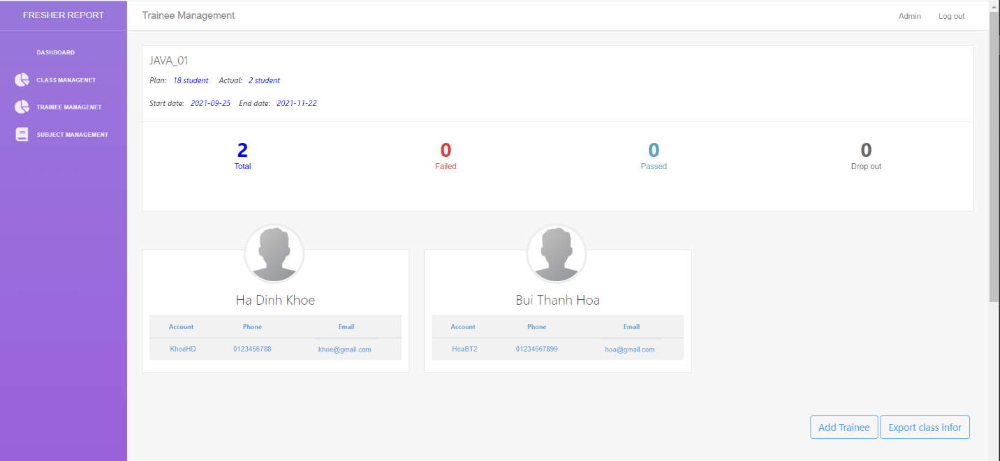 FRESHER REPORT
Trainee Management
Admin
Log out
DASHBOARD
CLASS MANAGENET
TRAINEE MANAGENET
SUBJECT MANAGEMENT
JAVA_01
Plan: 18 student Actual: 2 student
Start date: 2021-09-25 End date: 2021-11-22
2
Total
0
Failed
0
Passed
0
Drop out
Ha Dinh Khoe
Account Phone Email
KhoeHD 0123456788 khoe@gmail.com
Bui Thanh Hoa
Account Phone Email
HoaBT2 01234567899 hoa@gmail.com
Add Trainee
Export class infor